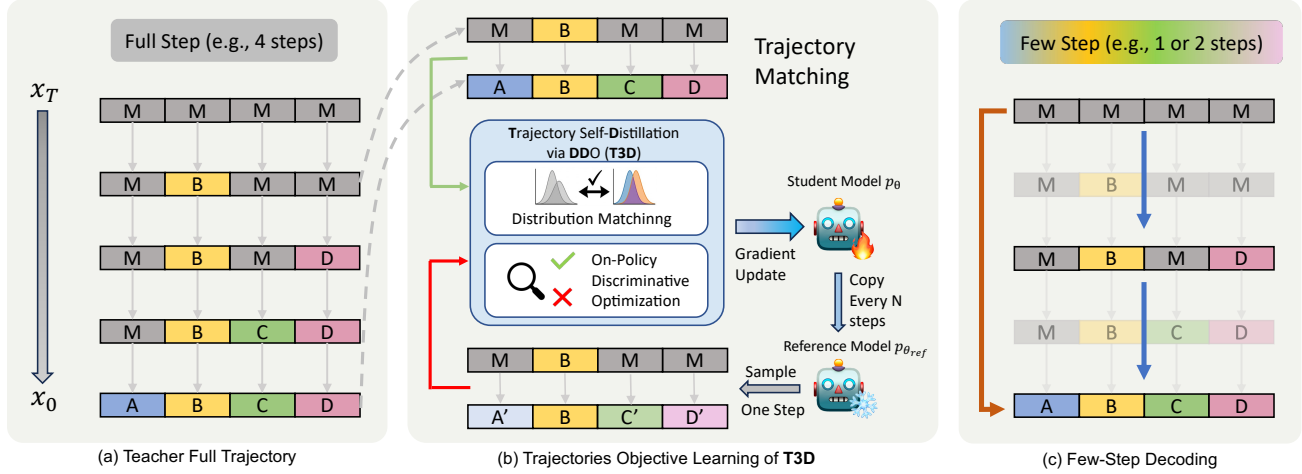 Full Step (e.g., 4 steps)
x_T
M M M M
M B M M
M B M D
M B C D
x_0
A B C D
(a) Teacher Full Trajectory
M B M M
Trajectory
Matching
A B C D
Trajectory Self-Distillation
via DDO (T3D)
Distribution Matchinng
On-Policy
Discriminative
Optimization
Gradient
Update
Student Model p_θ
Copy
Every N
steps
Reference Model p_θ_ref
M B M M
Sample
One Step
A’ B C’ D’
(b) Trajectories Objective Learning of T3D
Few Step (e.g., 1 or 2 steps)
M M M M
M B M M
M B M D
M B C D
A B C D
(c) Few-Step Decoding